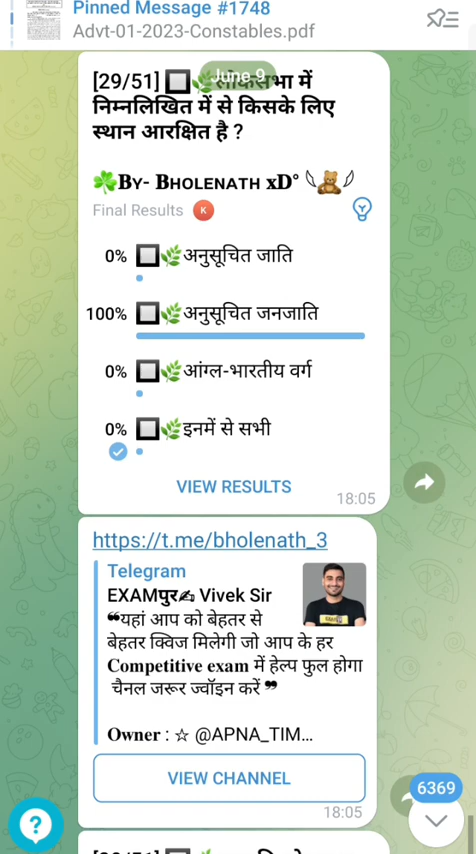 Pinned Message #1748
Advt-01-2023-Constables.pdf
June 9
[29/51] 🔲🌿लोकसभा में
निम्नलिखित में से किसके लिए
स्थान आरक्षित है ?
☘️𝐁ʏ- 𝐁ʜᴏʟᴇɴᴀᴛʜ xD°
Final Results K
0% 🔲🌿अनुसूचित जाति
100% 🔲🌿अनुसूचित जनजाति
0% 🔲🌿आंग्ल-भारतीय वर्ग
0% 🔲🌿इनमें से सभी
VIEW RESULTS
18:05
https://t.me/bholenath_3
Telegram
EXAMपुर✍️ Vivek Sir
❝यहां आप को बेहतर से
बेहतर क्विज मिलेगी जो आप के हर
𝐂𝐨𝐦𝐩𝐞𝐭𝐢𝐭𝐢𝐯𝐞 𝐞𝐱𝐚𝐦 में हेल्प फुल होगा
चैनल जरूर ज्वॉइन करें ❞
𝐎𝐰𝐧𝐞𝐫 : ☆ @APNA_TIM...
VIEW CHANNEL
18:05
6369